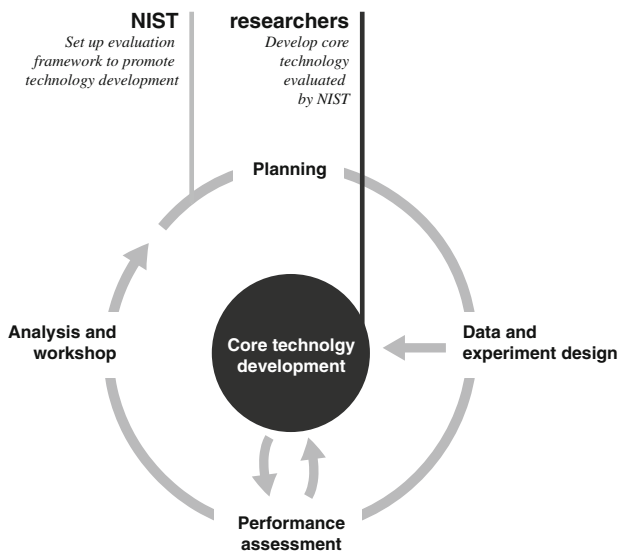 NIST
Set up evaluation
framework to promote
technology development
researchers
Develop core
technology
evaluated
by NIST
Planning
Analysis and
workshop
Core technolgy
development
Data and
experiment design
Performance
assessment